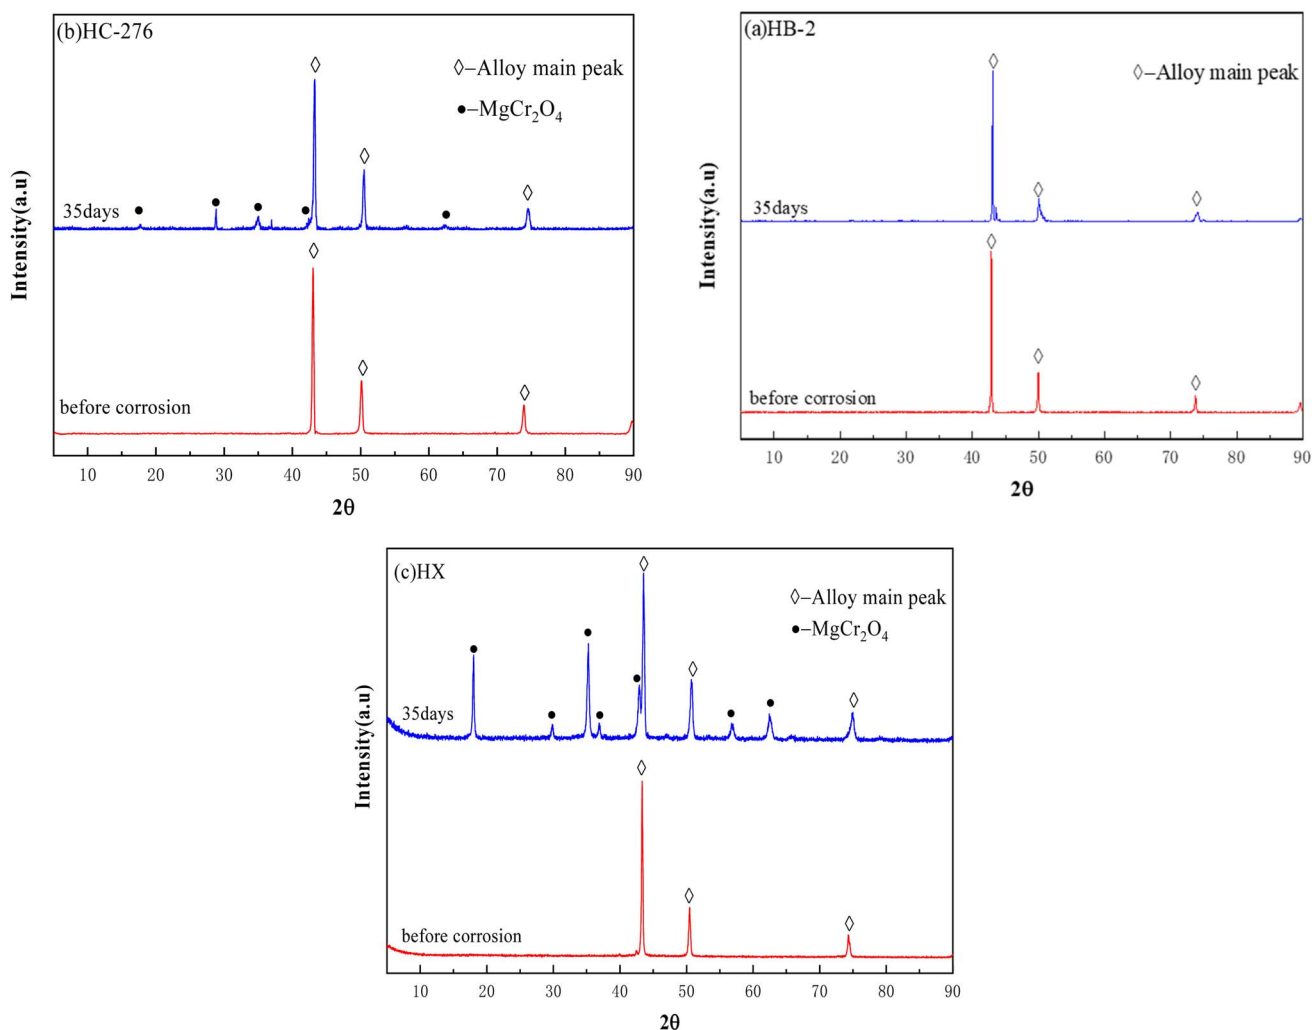 (b)HC-276
◊–Alloy main peak
●–MgCr₂O₄
35days
before corrosion
Intensity(a.u)
10 20 30 40 50 60 70 80 90
2θ
(a)HB-2
◊–Alloy main peak
35days
before corrosion
Intensity(a.u)
10 20 30 40 50 60 70 80 90
2θ
(c)HX
◊–Alloy main peak
●–MgCr₂O₄
35days
before corrosion
Intensity(a.u)
10 20 30 40 50 60 70 80 90
2θ